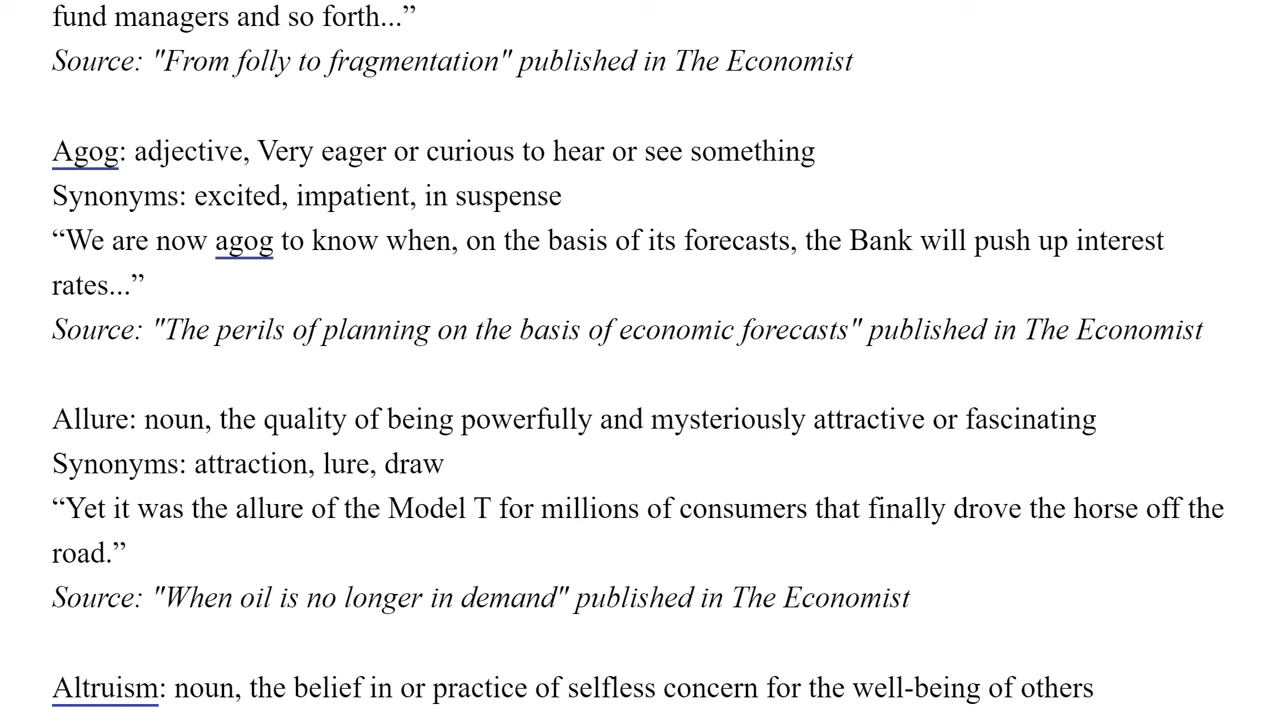 fund managers and so forth...”
Source: "From folly to fragmentation" published in The Economist
Agog: adjective, Very eager or curious to hear or see something
Synonyms: excited, impatient, in suspense
“We are now agog to know when, on the basis of its forecasts, the Bank will push up interest
rates...”
Source: "The perils of planning on the basis of economic forecasts" published in The Economist
Allure: noun, the quality of being powerfully and mysteriously attractive or fascinating
Synonyms: attraction, lure, draw
“Yet it was the allure of the Model T for millions of consumers that finally drove the horse off the
road.”
Source: "When oil is no longer in demand" published in The Economist
Altruism: noun, the belief in or practice of selfless concern for the well-being of others